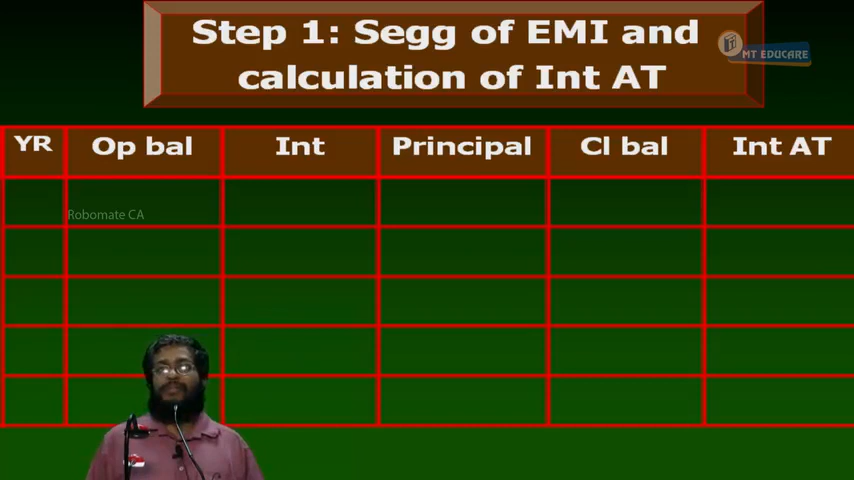 Step 1: Segg of EMI and
calculation of Int AT
MT EDUCARE
YR Op bal Int Principal Cl bal Int AT
Robomate CA